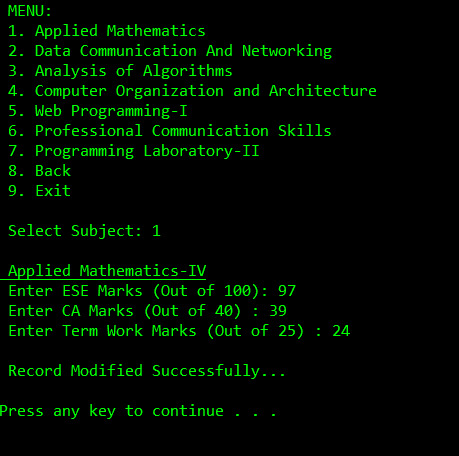 MENU:
1. Applied Mathematics
2. Data Communication And Networking
3. Analysis of Algorithms
4. Computer Organization and Architecture
5. Web Programming-I
6. Professional Communication Skills
7. Programming Laboratory-II
8. Back
9. Exit
Select Subject: 1
Applied Mathematics-IV
Enter ESE Marks (Out of 100): 97
Enter CA Marks (Out of 40) : 39
Enter Term Work Marks (Out of 25) : 24
Record Modified Successfully...
Press any key to continue . . .